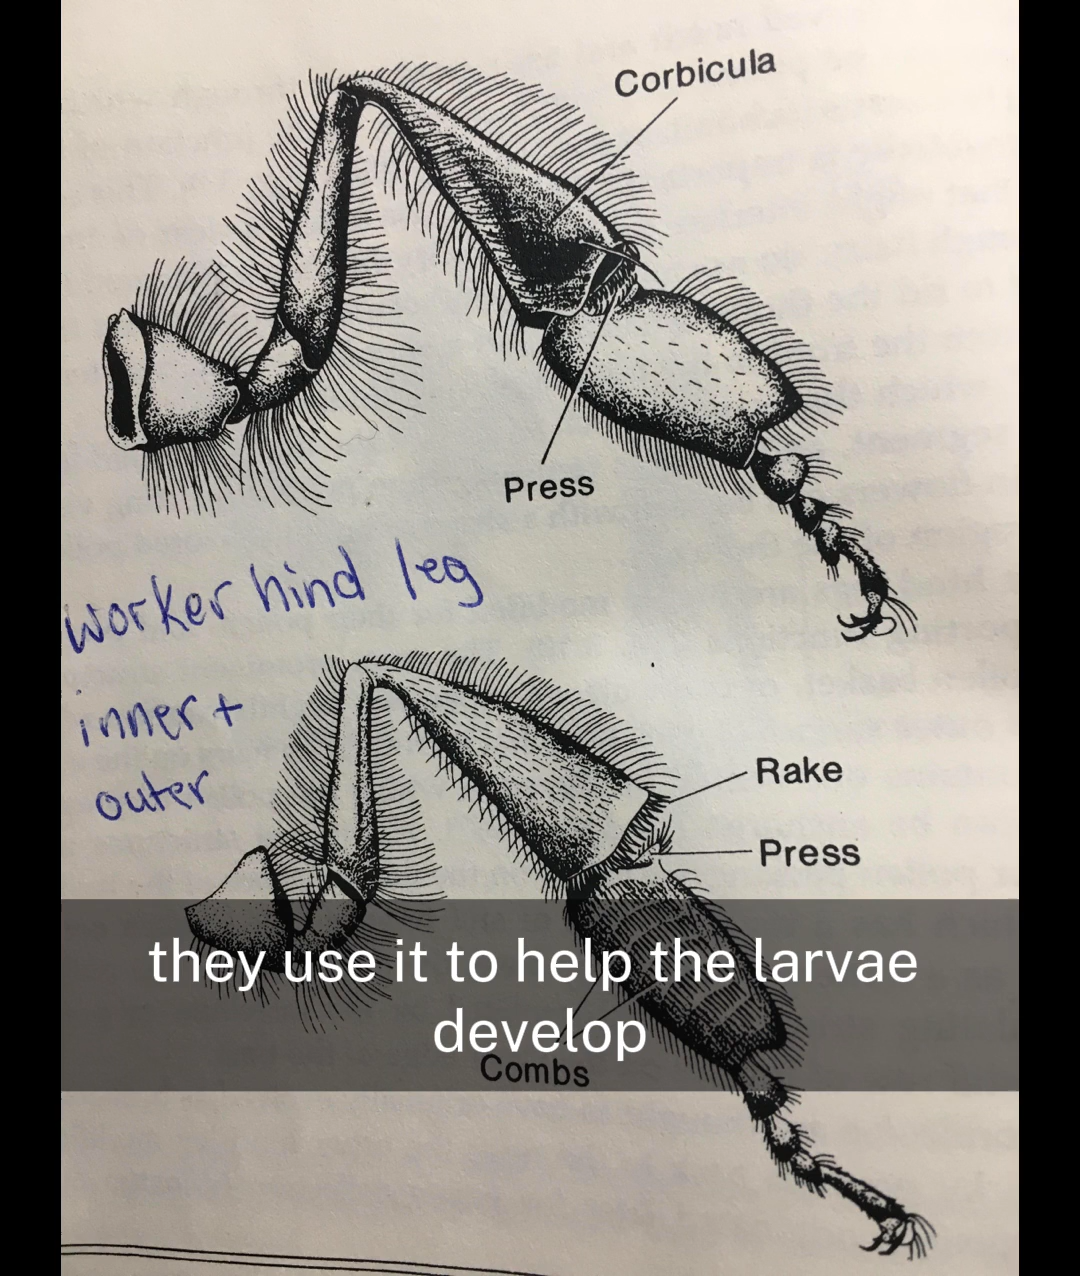 Corbicula
Press
worker hind leg
inner +
outer
Rake
Press
they use it to help the larvae
develop
Combs